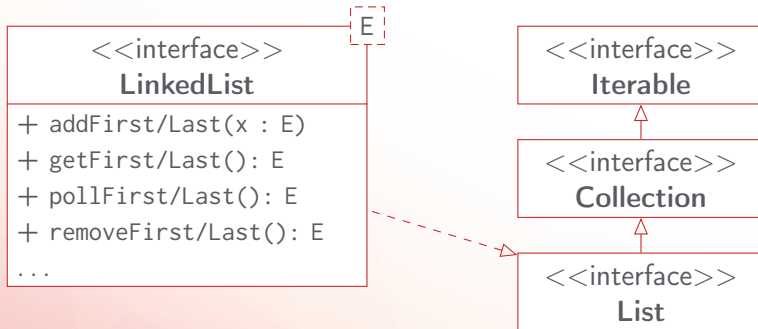 E
<<interface>>
LinkedList
+ addFirst/Last(x : E)
+ getFirst/Last(): E
+ pollFirst/Last(): E
+ removeFirst/Last(): E
...
<<interface>>
Iterable
<<interface>>
Collection
<<interface>>
List